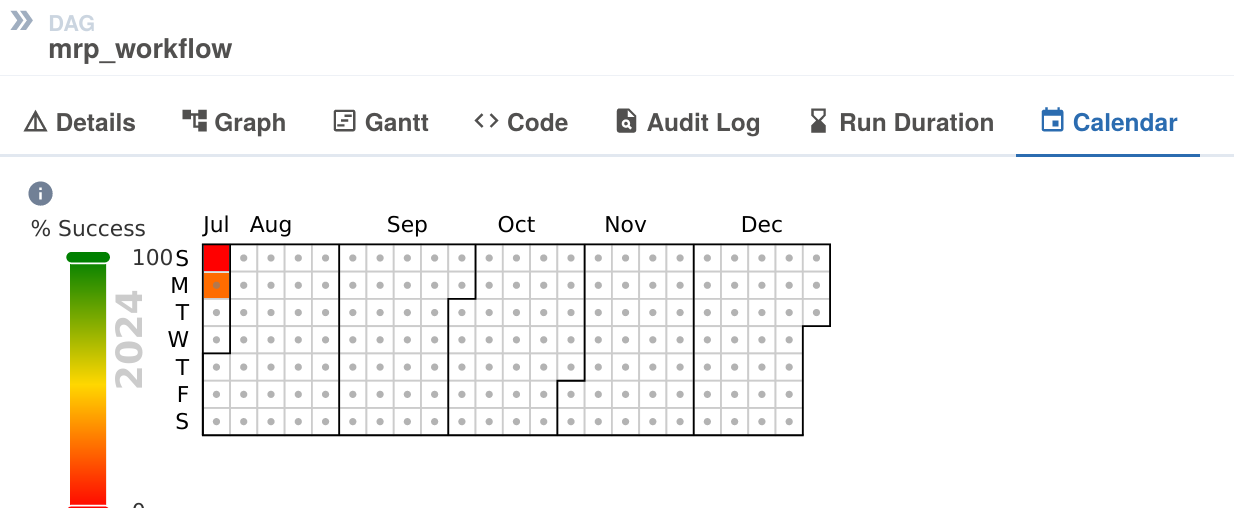 DAG
mrp_workflow
Details Graph Gantt Code Audit Log Run Duration Calendar
% Success
Jul Aug Sep Oct Nov Dec
100
2024
S
M
T
W
T
F
S
0